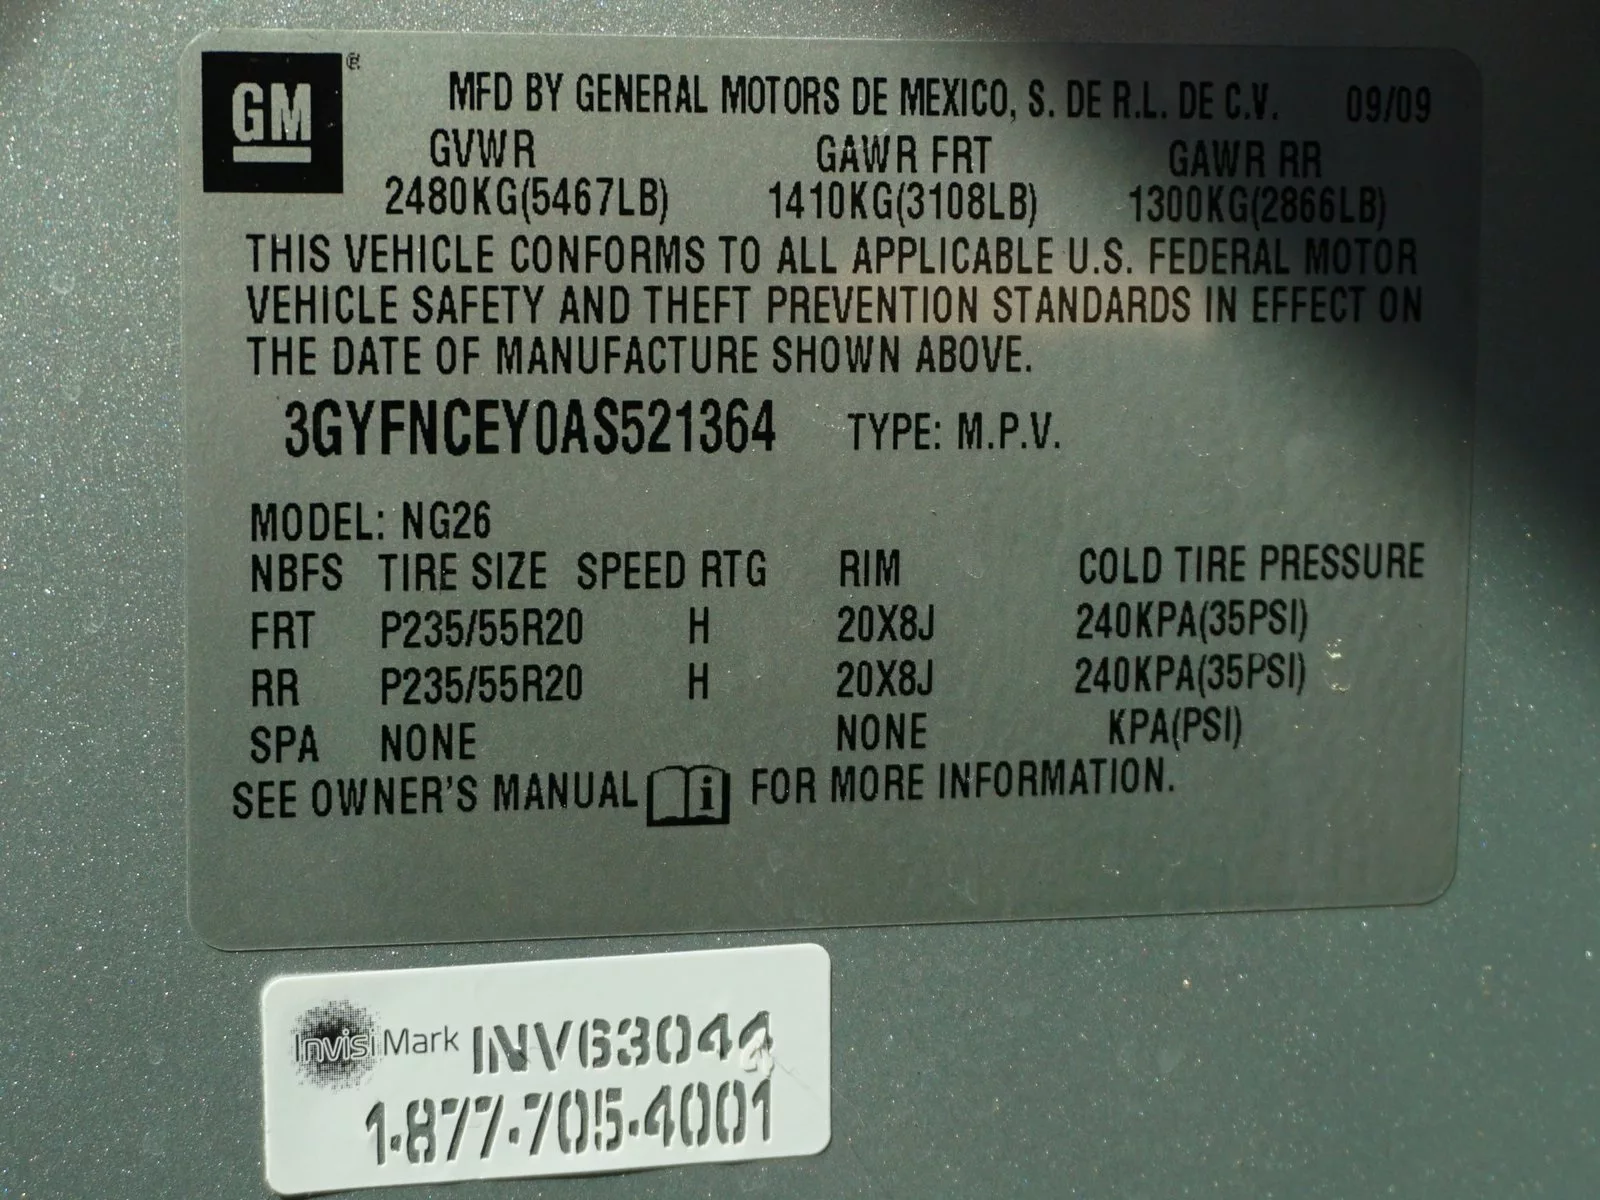 GM ®
MFD BY GENERAL MOTORS DE MEXICO, S. DE R.L. DE C.V. 09/09
GVWR GAWR FRT GAWR RR
2480KG(5467LB) 1410KG(3108LB) 1300KG(2866LB)
THIS VEHICLE CONFORMS TO ALL APPLICABLE U.S. FEDERAL MOTOR
VEHICLE SAFETY AND THEFT PREVENTION STANDARDS IN EFFECT ON
THE DATE OF MANUFACTURE SHOWN ABOVE.
3GYFNCEY0AS521364 TYPE: M.P.V.
MODEL: NG26
NBFS TIRE SIZE SPEED RTG RIM COLD TIRE PRESSURE
FRT P235/55R20 H 20X8J 240KPA(35PSI)
RR P235/55R20 H 20X8J 240KPA(35PSI)
SPA NONE NONE KPA(PSI)
SEE OWNER'S MANUAL i FOR MORE INFORMATION.
InvisiMark INV63044
1-877-705-4001